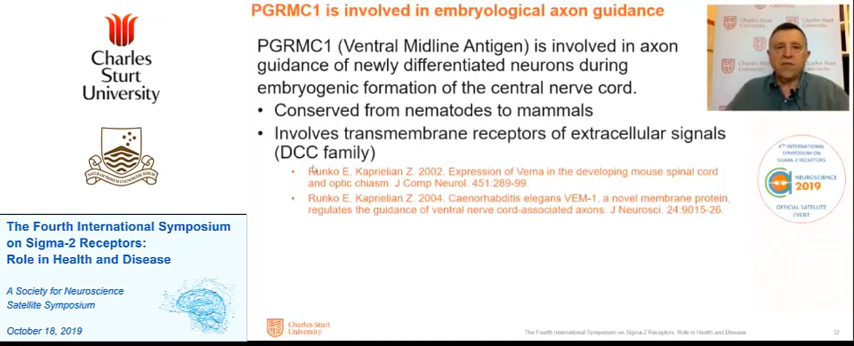 PGRMC1 is involved in embryological axon guidance
Charles
Sturt
University
PGRMC1 (Ventral Midline Antigen) is involved in axon
guidance of newly differentiated neurons during
embryogenic formation of the central nerve cord.
• Conserved from nematodes to mammals
• Involves transmembrane receptors of extracellular signals
(DCC family)
• Runko E, Kaprielian Z. 2002. Expression of Vema in the developing mouse spinal cord
and optic chiasm. J Comp Neurol. 451:289-99.
• Runko E, Kaprielian Z. 2004. Caenorhabditis elegans VEM-1, a novel membrane protein,
regulates the guidance of ventral nerve cord-associated axons. J Neurosci. 24:9015-26.
4TH INTERNATIONAL
SYMPOSIUM ON
SIGMA-2 RECEPTORS
NEUROSCIENCE
2019
OFFICIAL SATELLITE
EVENT
The Fourth International Symposium
on Sigma-2 Receptors:
Role in Health and Disease
A Society for Neuroscience
Satellite Symposium
October 18, 2019
Charles Sturt
University
The Fourth International Symposium on Sigma-2 Receptors: Role in Health and Disease